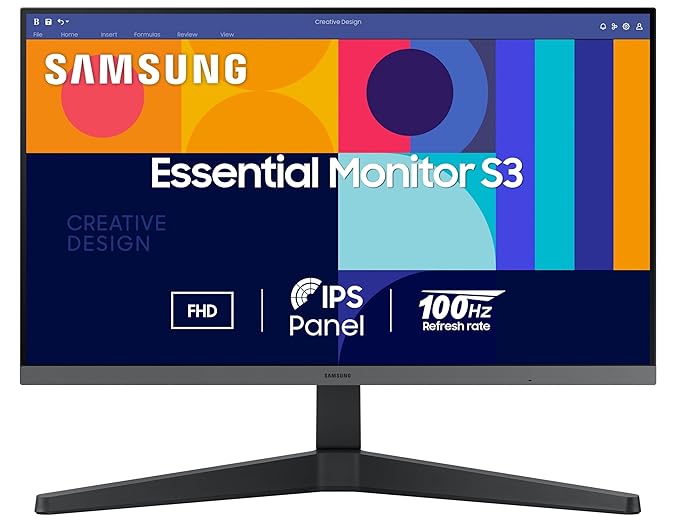 B
Creative Design
File Home Insert Formulas Review View
SAMSUNG
Essential Monitor S3
CREATIVE
DESIGN
FHD
IPS
Panel
100Hz
Refresh rate
SAMSUNG